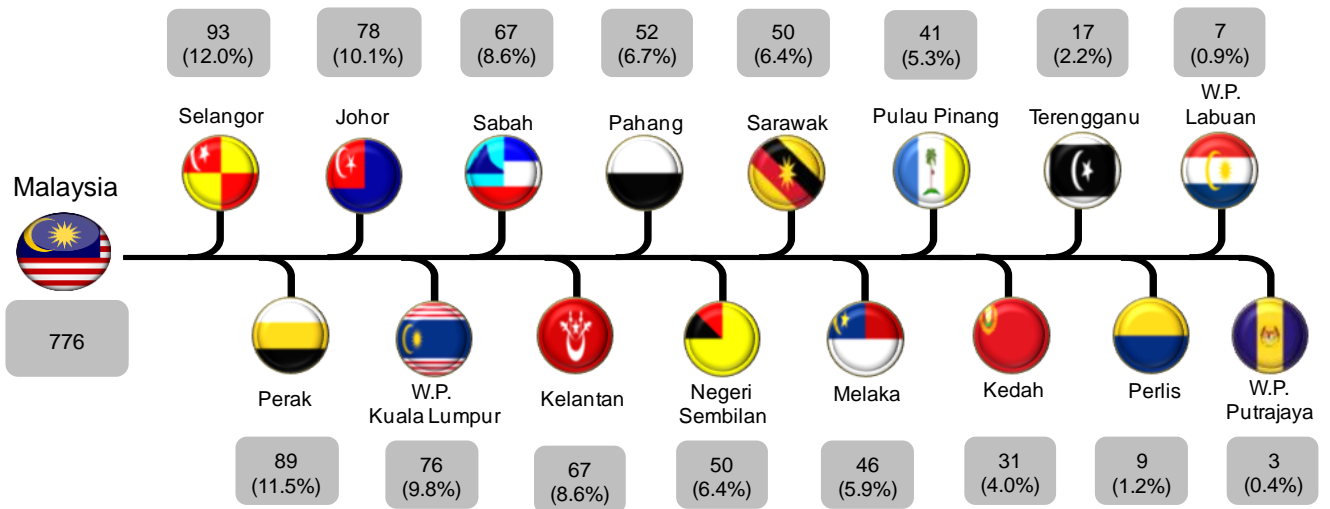 Malaysia
776
93
(12.0%)
Selangor
78
(10.1%)
Johor
67
(8.6%)
Sabah
52
(6.7%)
Pahang
50
(6.4%)
Sarawak
41
(5.3%)
Pulau Pinang
17
(2.2%)
Terengganu
7
(0.9%)
W.P.
Labuan
Perak
89
(11.5%)
W.P.
Kuala Lumpur
76
(9.8%)
Kelantan
67
(8.6%)
Negeri
Sembilan
50
(6.4%)
Melaka
46
(5.9%)
Kedah
31
(4.0%)
Perlis
9
(1.2%)
W.P.
Putrajaya
3
(0.4%)